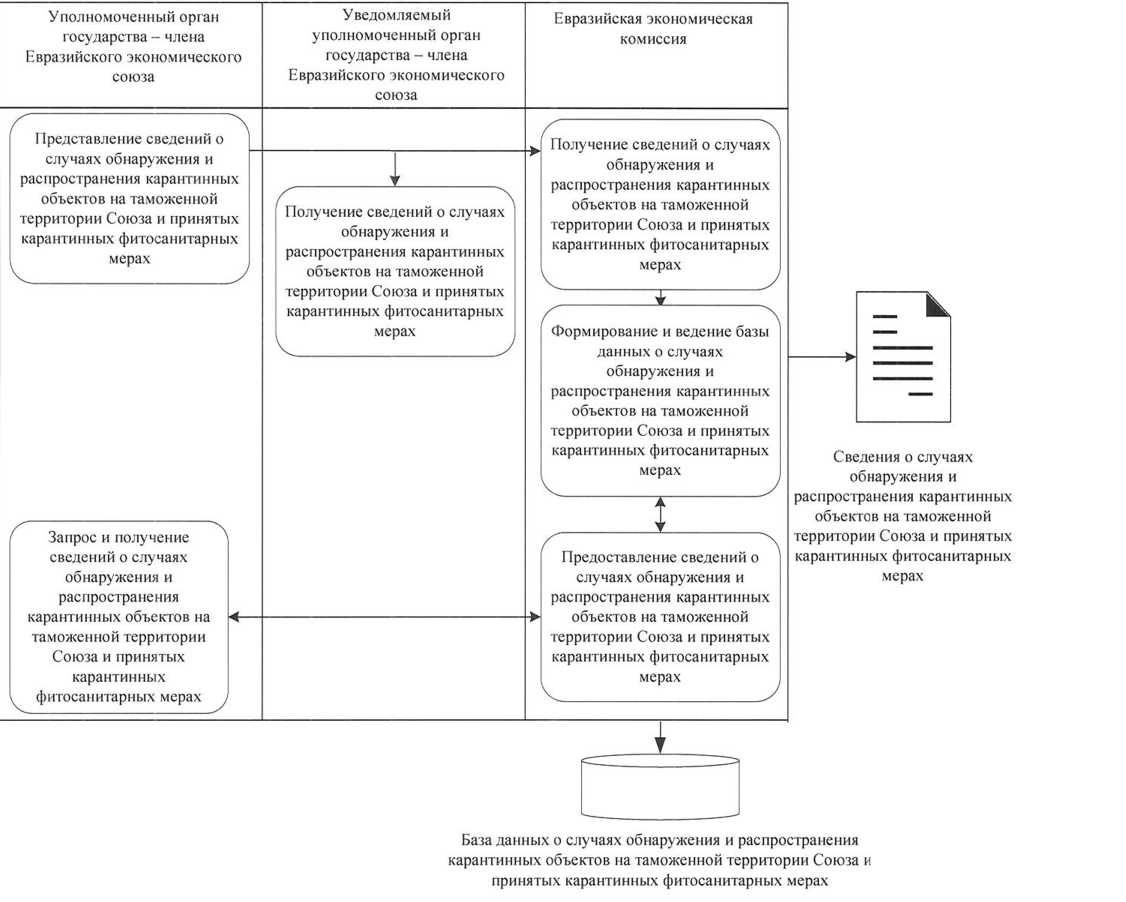 Уполномоченный орган
государства – члена
Евразийского экономического
союза
Уведомляемый
уполномоченный орган
государства – члена
Евразийского экономического
союза
Евразийская экономическая
комиссия
Представление сведений о
случаях обнаружения и
распространения карантинных
объектов на таможенной
территории Союза и принятых
карантинных фитосанитарных
мерах
Получение сведений о случаях
обнаружения и
распространения карантинных
объектов на таможенной
территории Союза и принятых
карантинных фитосанитарных
мерах
Получение сведений о случаях
обнаружения и
распространения карантинных
объектов на таможенной
территории Союза и принятых
карантинных фитосанитарных
мерах
Формирование и ведение базы
данных о случаях
обнаружения и
распространения карантинных
объектов на таможенной
территории Союза и принятых
карантинных фитосанитарных
мерах
Сведения о случаях
обнаружения и
распространения карантинных
объектов на таможенной
территории Союза и принятых
карантинных фитосанитарных
мерах
Запрос и получение
сведений о случаях
обнаружения и
распространения
карантинных объектов на
таможенной территории
Союза и принятых
карантинных
фитосанитарных мерах
Предоставление сведений о
случаях обнаружения и
распространения карантинных
объектов на таможенной
территории Союза и принятых
карантинных фитосанитарных
мерах
База данных о случаях обнаружения и распространения
карантинных объектов на таможенной территории Союза и
принятых карантинных фитосанитарных мерах